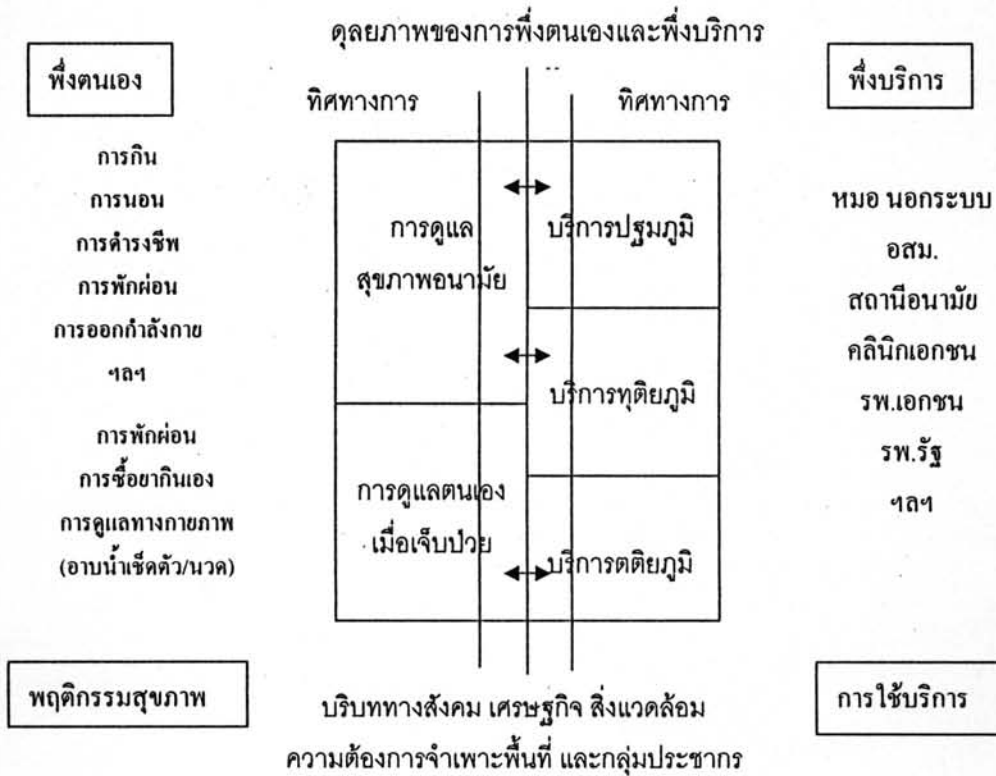 ดุลยภาพของการพึ่งตนเองและพึ่งบริการ
พึ่งตนเอง
พึ่งบริการ
ทิศทางการ
ทิศทางการ
การกิน
การนอน
การดำรงชีพ
การพักผ่อน
การออกกำลังกาย
ฯลฯ
การพักผ่อน
การซื้อยากินเอง
การดูแลทางกายภาพ
(อาบน้ำเช็ดตัว/นวด)
การดูแล
สุขภาพอนามัย
การดูแลตนเอง
เมื่อเจ็บป่วย
บริการปฐมภูมิ
บริการทุติยภูมิ
บริการตติยภูมิ
หมอ นอกระบบ
อสม.
สถานีอนามัย
คลินิกเอกชน
รพ.เอกชน
รพ.รัฐ
ฯลฯ
พฤติกรรมสุขภาพ
การใช้บริการ
บริบททางสังคม เศรษฐกิจ สิ่งแวดล้อม
ความต้องการจำเพาะพื้นที่ และกลุ่มประชากร